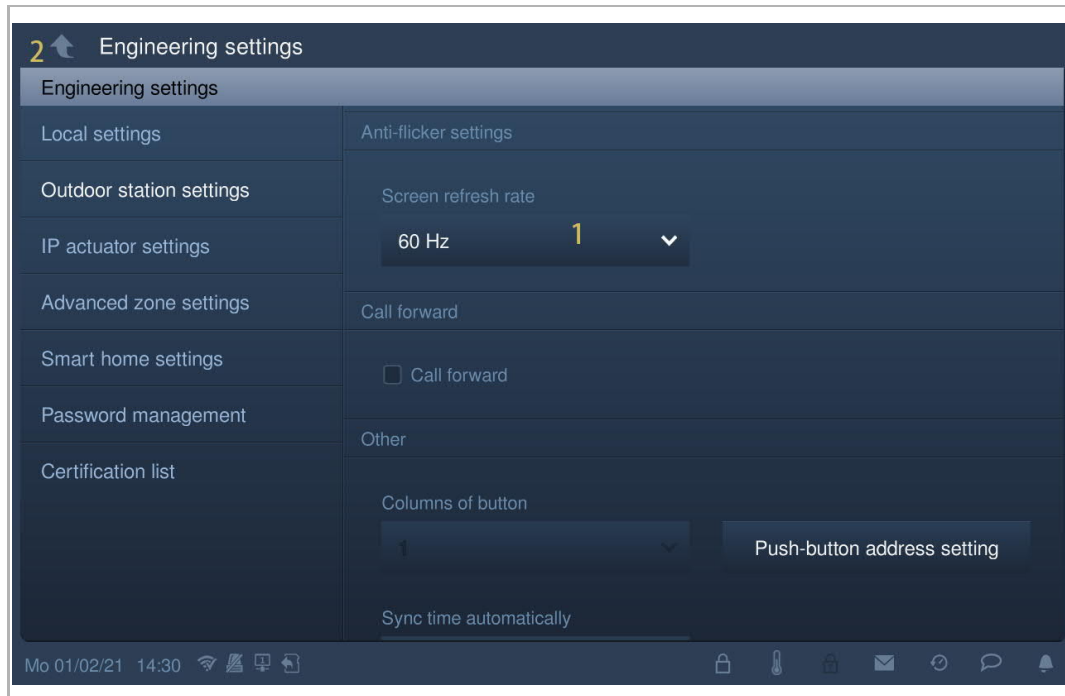 2 Engineering settings
Engineering settings
Local settings
Outdoor station settings
IP actuator settings
Advanced zone settings
Smart home settings
Password management
Certification list
Anti-flicker settings
Screen refresh rate
60 Hz 1
Call forward
Call forward
Other
Columns of button
1
Push-button address setting
Sync time automatically
Mo 01/02/21 14:30